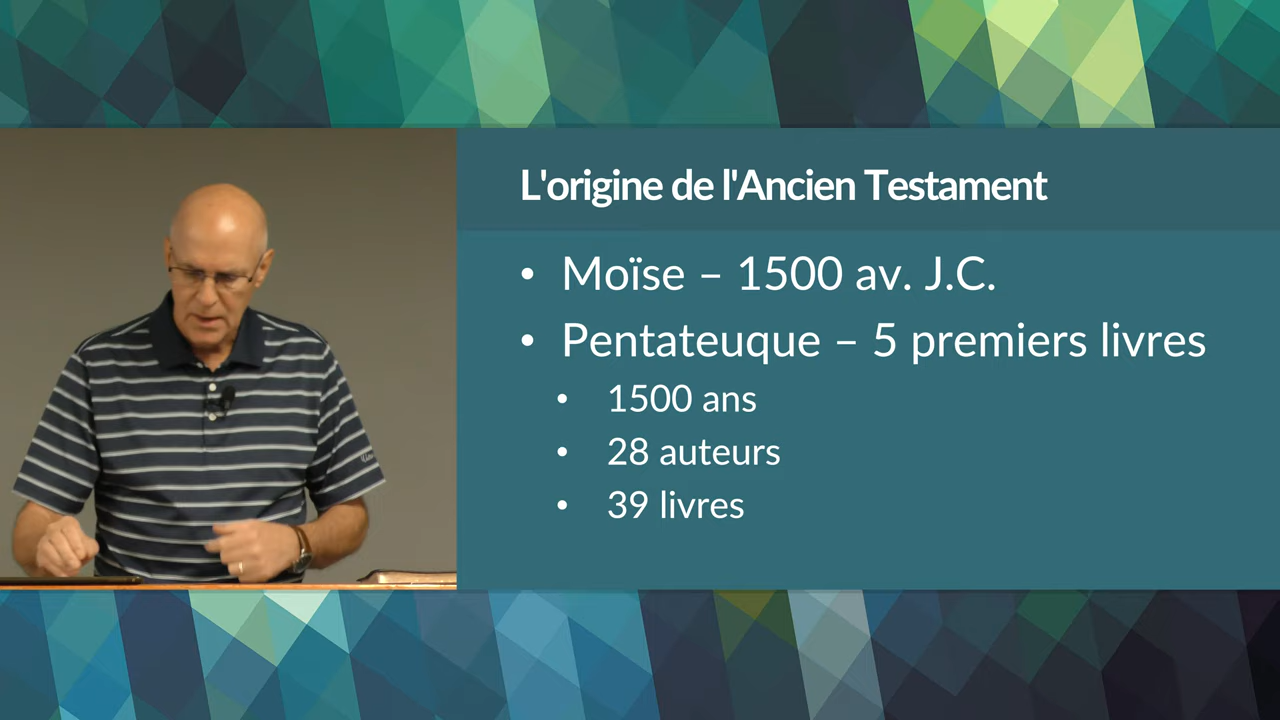 L'origine de l'Ancien Testament
• Moïse – 1500 av. J.C.
• Pentateuque – 5 premiers livres
• 1500 ans
• 28 auteurs
• 39 livres